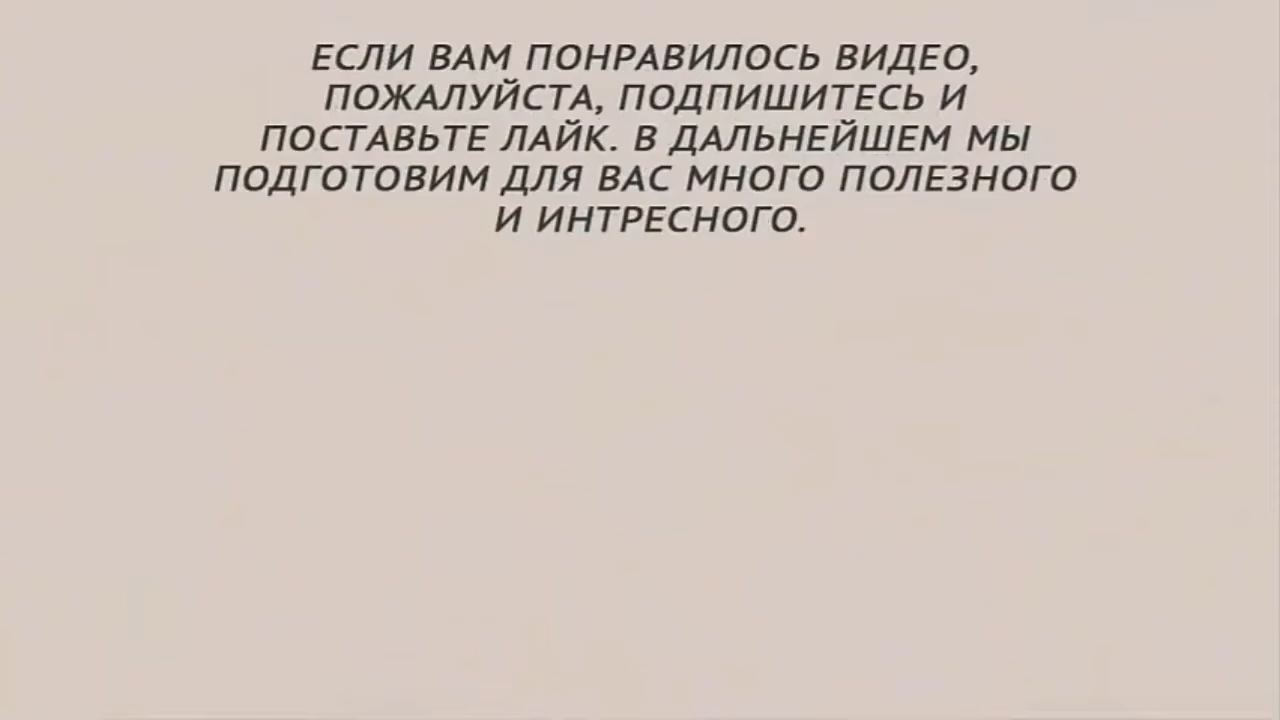 ЕСЛИ ВАМ ПОНРАВИЛОСЬ ВИДЕО,
ПОЖАЛУЙСТА, ПОДПИШИТЕСЬ И
ПОСТАВЬТЕ ЛАЙК. В ДАЛЬНЕЙШЕМ МЫ
ПОДГОТОВИМ ДЛЯ ВАС МНОГО ПОЛЕЗНОГО
И ИНТРЕСНОГО.